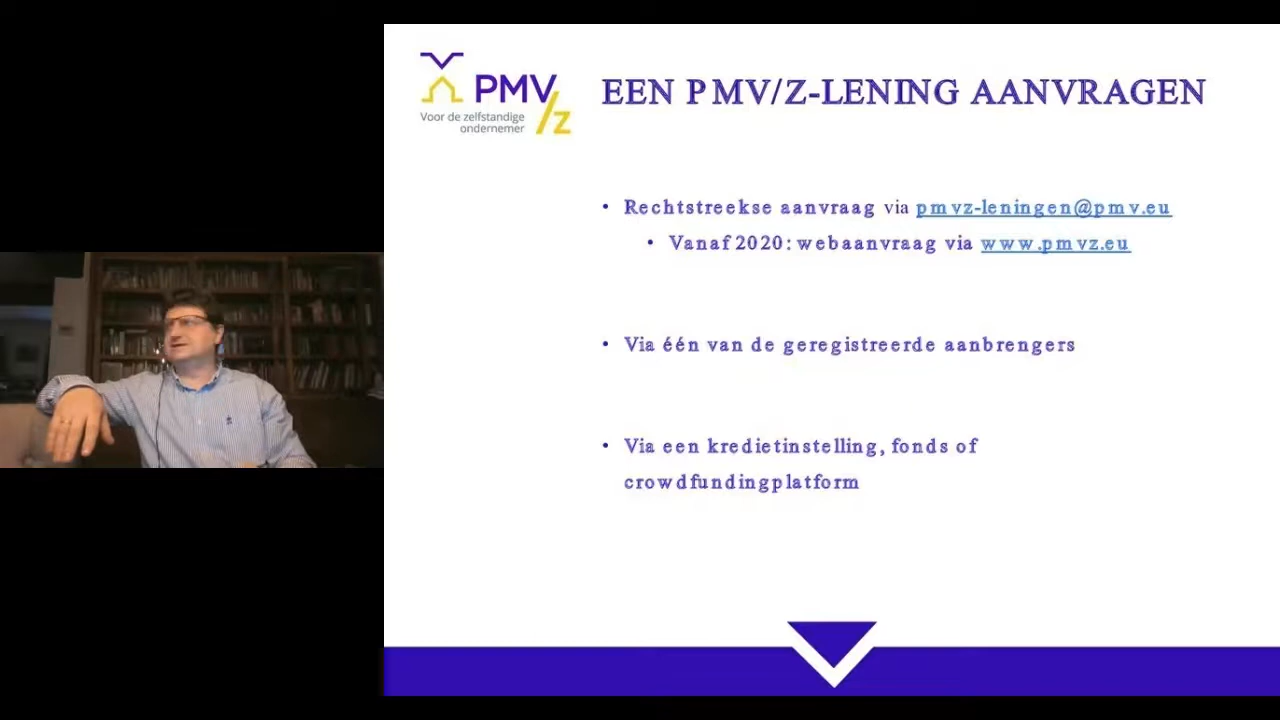 PMV/z
Voor de zelfstandige
ondernemer
EEN PMV/Z-LENING AANVRAGEN
• Rechtstreekse aanvraag via pmvz-leningen@pmv.eu
• Vanaf 2020: webaanvraag via www.pmvz.eu
• Via één van de geregistreerde aanbrengers
• Via een kredietinstelling, fonds of
crowdfundingplatform